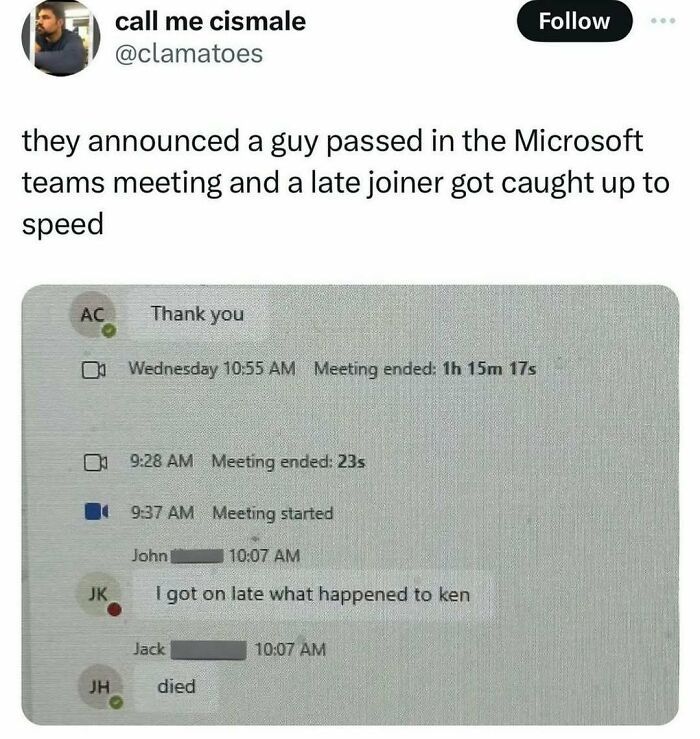 call me cismale
Follow
@clamatoes
they announced a guy passed in the Microsoft
teams meeting and a late joiner got caught up to
speed
AC
Thank you
Wednesday 10:55 AM Meeting ended: 1h 15m 17s
9:28 AM Meeting ended: 23s
9:37 AM Meeting started
John 10:07 AM
JK
I got on late what happened to ken
Jack 10:07 AM
JH
died